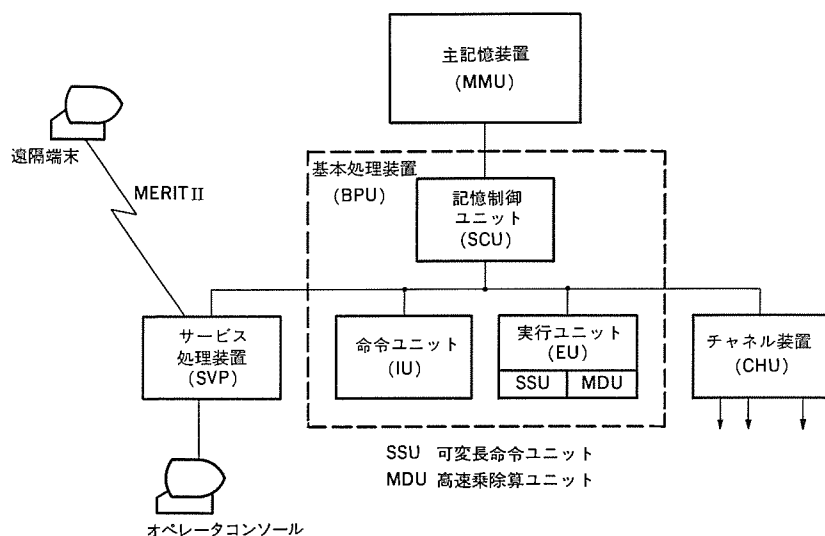 主記憶装置
(MMU)
遠隔端末
MERITⅡ
基本処理装置
(BPU)
記憶制御
ユニット
(SCU)
サービス
処理装置
(SVP)
命令ユニット
(IU)
実行ユニット
(EU)
SSU
MDU
チャネル装置
(CHU)
SSU 可変長命令ユニット
MDU 高速乗除算ユニット
オペレータコンソール